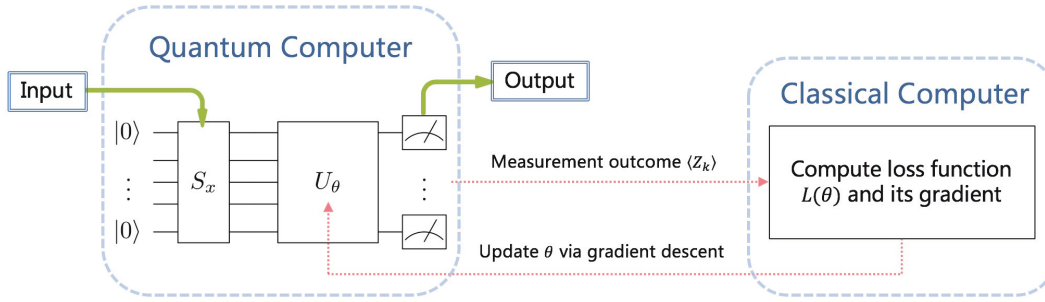 Quantum Computer
Input
Output
Classical Computer
|0⟩
⋮
|0⟩
S_x
U_θ
⋮
Measurement outcome ⟨Z_k⟩
Compute loss function
L(θ) and its gradient
Update θ via gradient descent